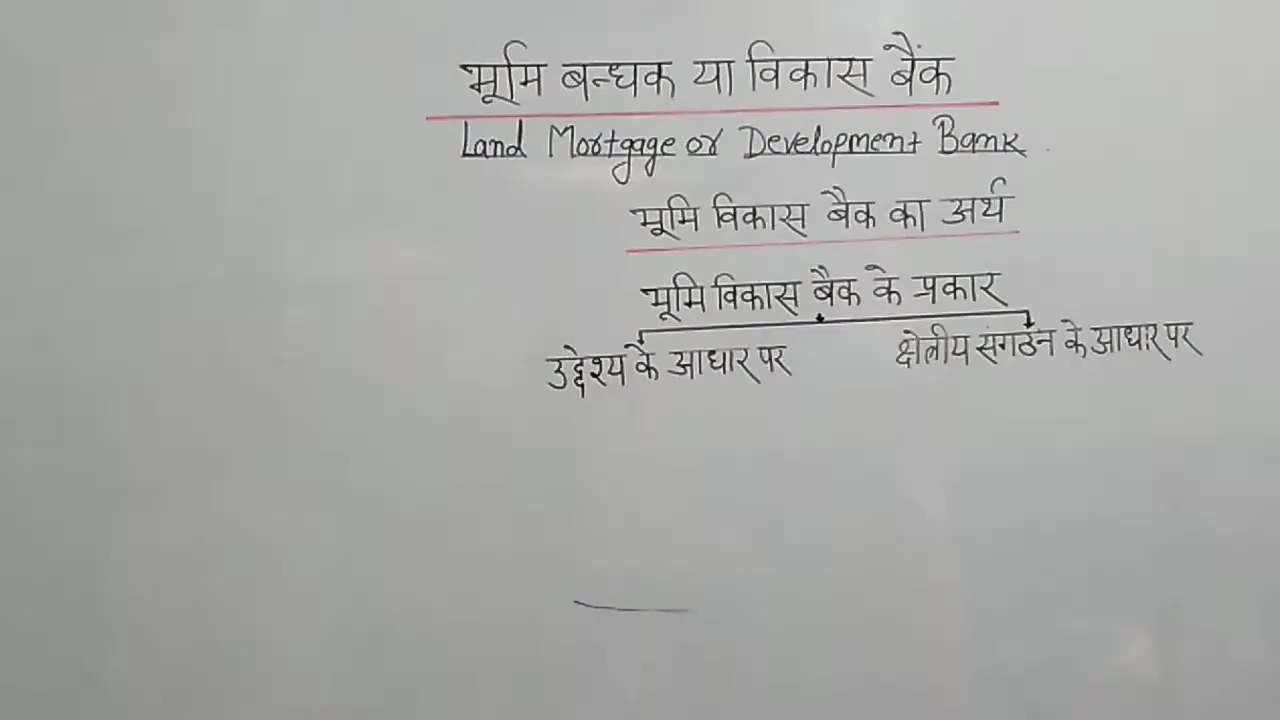 भूमि बन्धक या विकास बैंक
Land Mortgage or Development Bank
भूमि विकास बैंक का अर्थ
भूमि विकास बैंक के प्रकार
उद्देश्य के आधार पर क्षेत्रीय संगठन के आधार पर